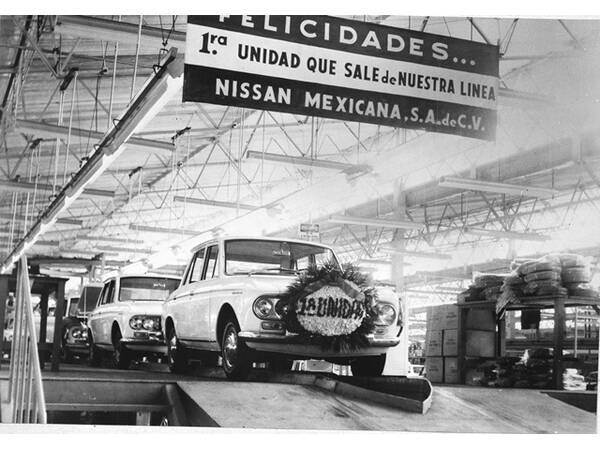 FELICIDADES...
1.ra UNIDAD QUE SALE de NUESTRA LINEA
NISSAN MEXICANA, S.A. de C.V.
1a UNIDAD